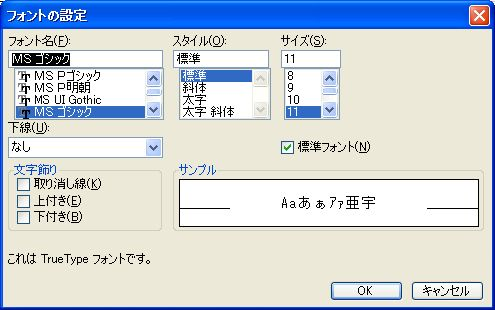 フォントの設定
フォント名(F): スタイル(O): サイズ(S):
MS ゴシック 標準 11
MS Pゴシック 標準 8
MS P明朝 斜体 9
MS UI Gothic 太字 10
MS ゴシック 太字 斜体 11
下線(U):
なし 標準フォント(N)
文字飾り サンプル
取り消し線(K)
上付き(E) Aaあぁアァ亜宇
下付き(B)
これは TrueType フォントです。
OK キャンセル